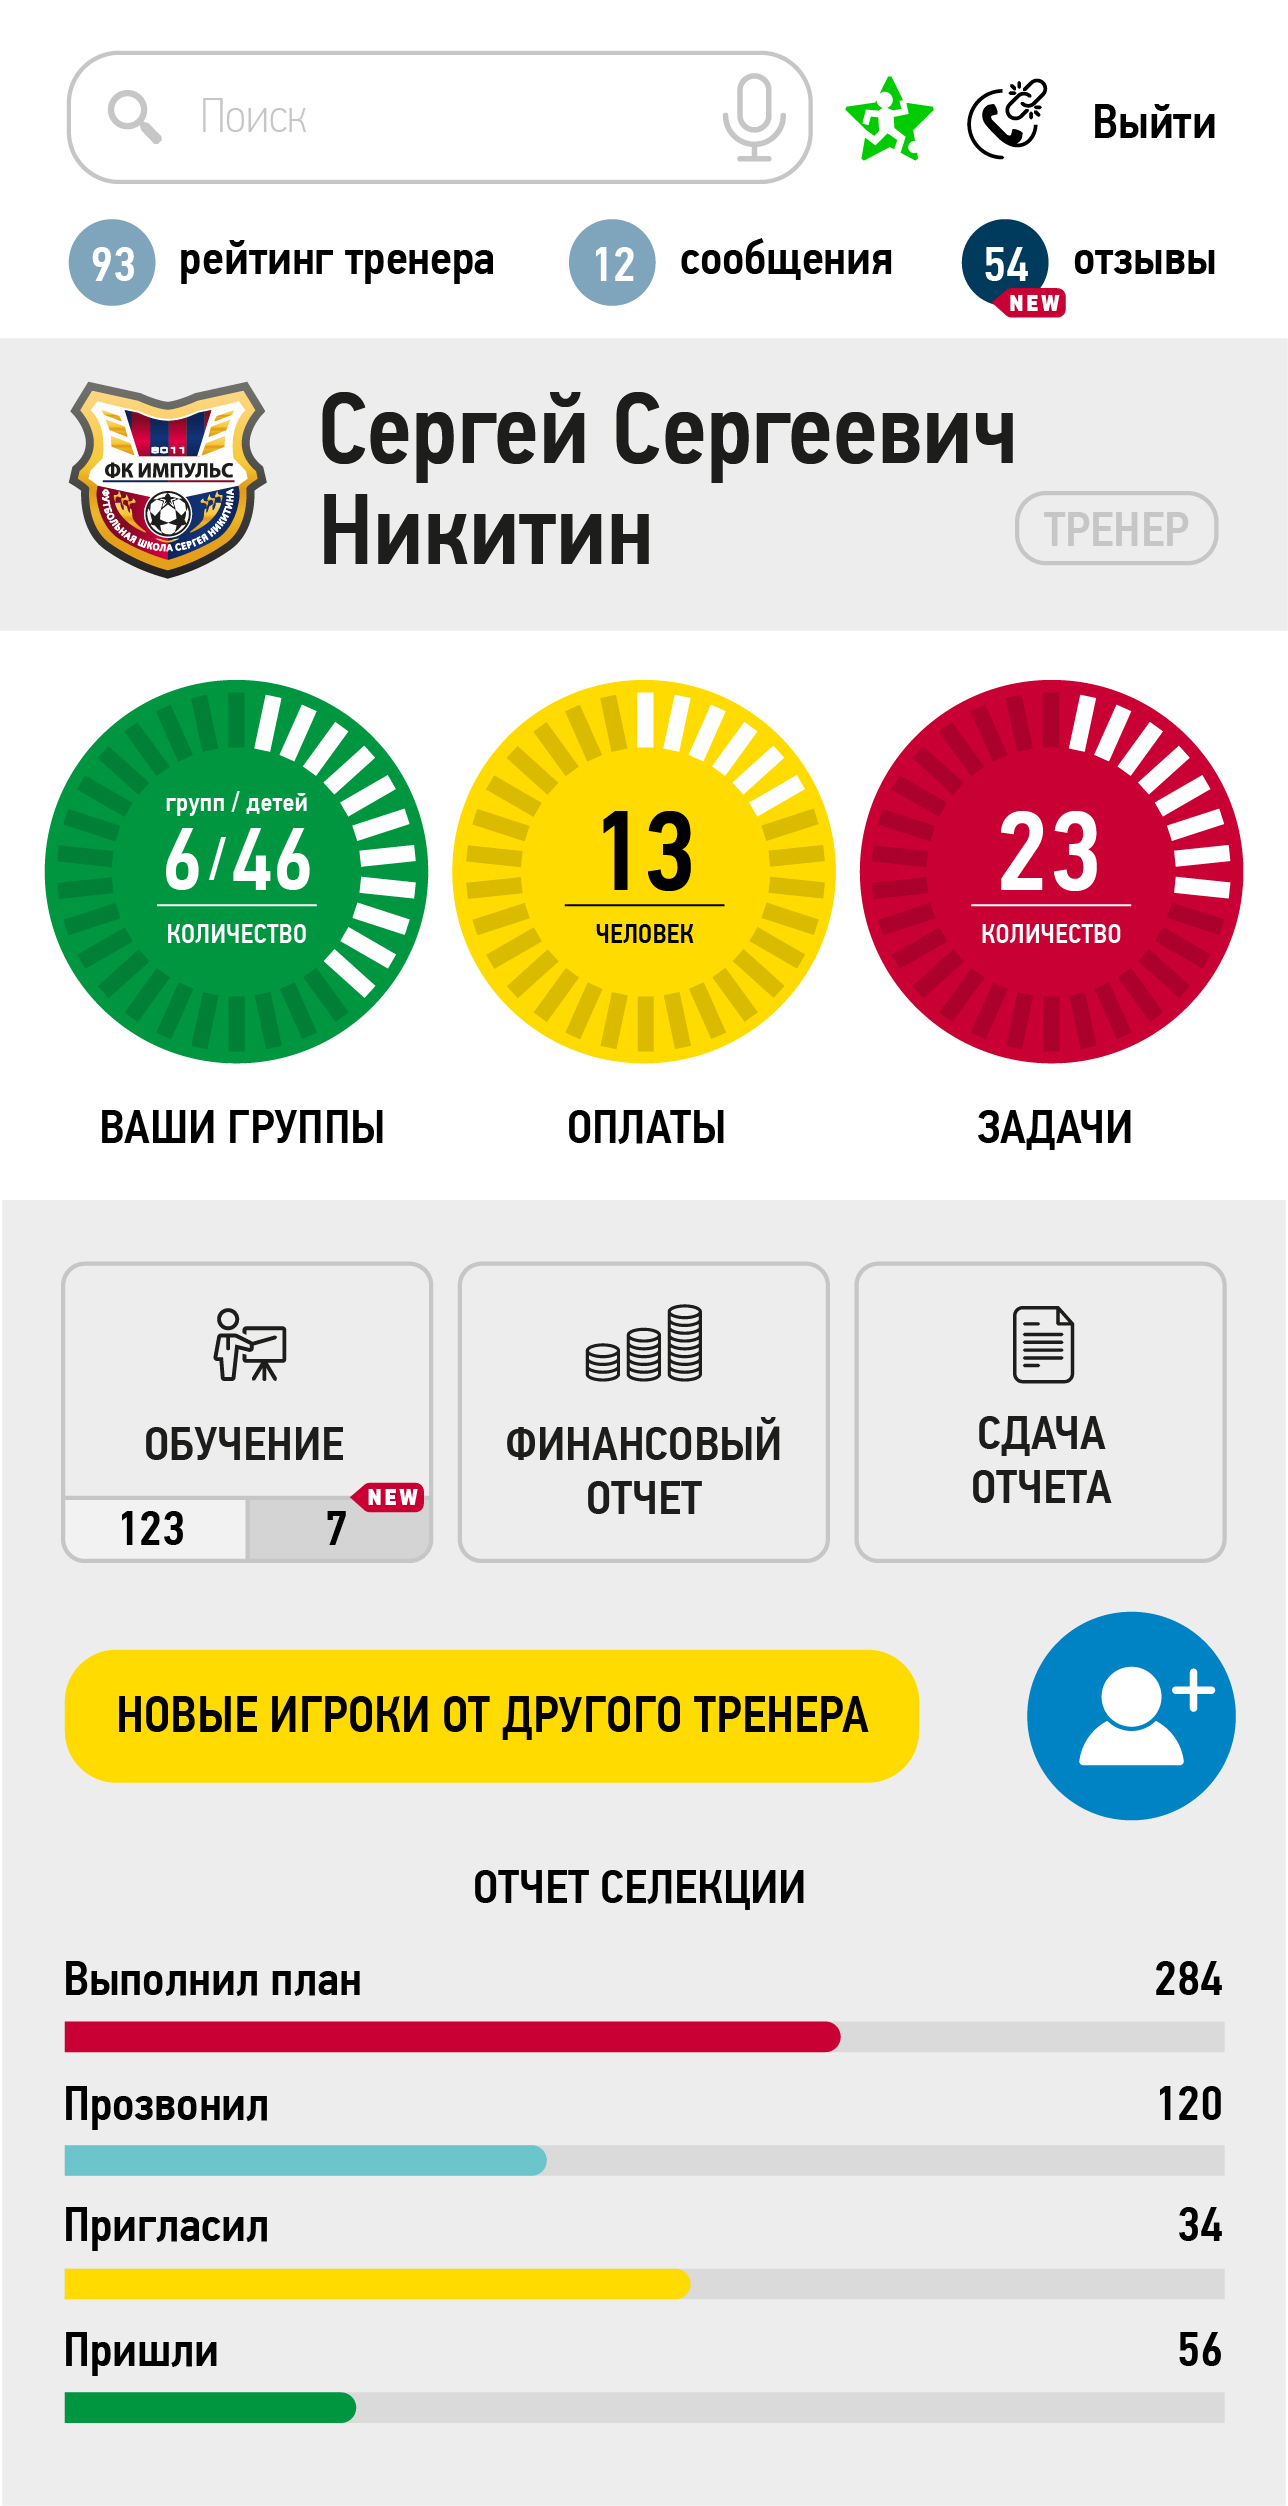 Поиск
Выйти
93 рейтинг тренера
12 сообщения
54 отзывы
NEW
Сергей Сергеевич
Никитин
ТРЕНЕР
2011
ФК ИМПУЛЬС
ФУТБОЛЬНАЯ ШКОЛА СЕРГЕЯ НИКИТИНА
групп / детей
6/46
КОЛИЧЕСТВО
13
ЧЕЛОВЕК
23
КОЛИЧЕСТВО
ВАШИ ГРУППЫ
ОПЛАТЫ
ЗАДАЧИ
ОБУЧЕНИЕ
123
7
NEW
ФИНАНСОВЫЙ
ОТЧЕТ
СДАЧА
ОТЧЕТА
НОВЫЕ ИГРОКИ ОТ ДРУГОГО ТРЕНЕРА
ОТЧЕТ СЕЛЕКЦИИ
Выполнил план 284
Прозвонил 120
Пригласил 34
Пришли 56